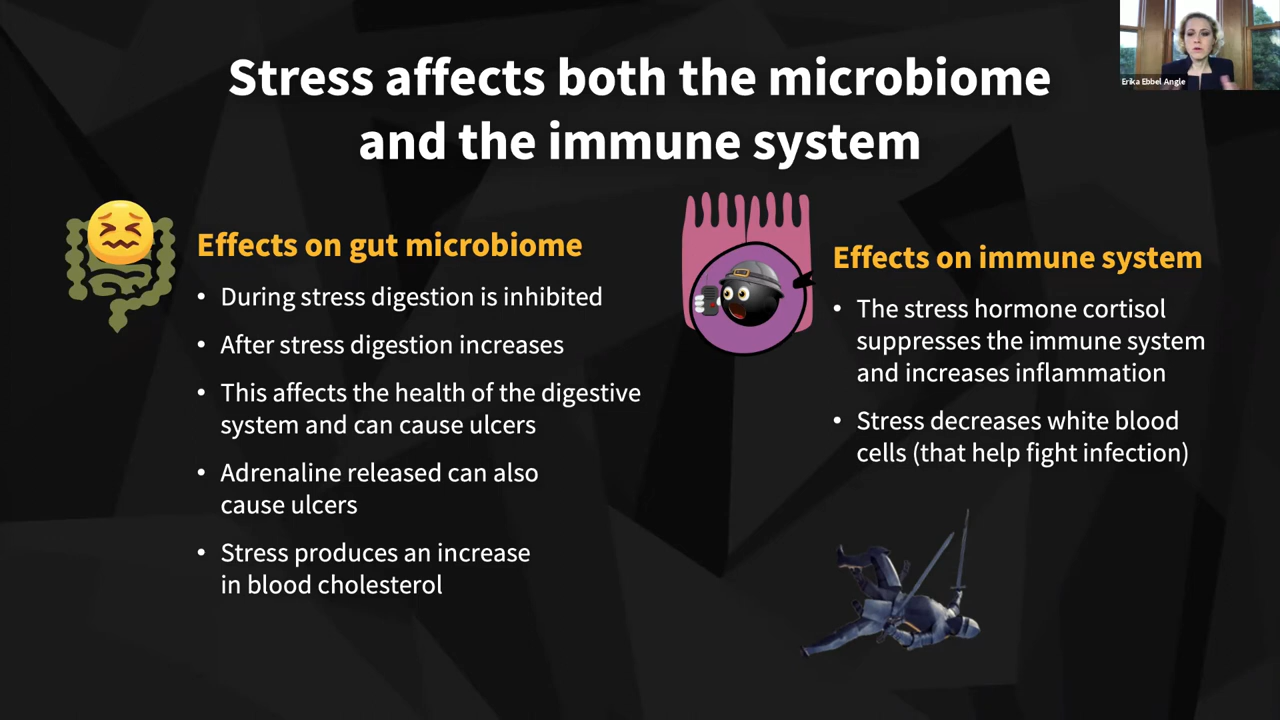 Stress affects both the microbiome
and the immune system
Erika Ebbel Angle
Effects on gut microbiome
• During stress digestion is inhibited
• After stress digestion increases
• This affects the health of the digestive
system and can cause ulcers
• Adrenaline released can also
cause ulcers
• Stress produces an increase
in blood cholesterol
Effects on immune system
• The stress hormone cortisol
suppresses the immune system
and increases inflammation
• Stress decreases white blood
cells (that help fight infection)